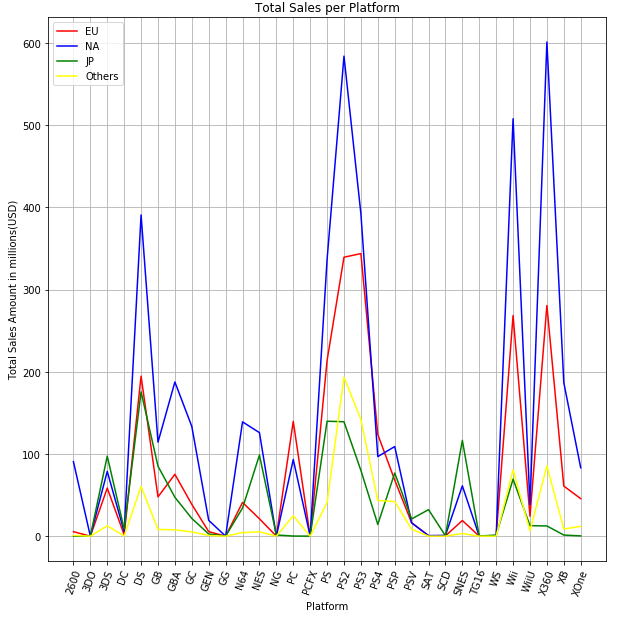 Total Sales per Platform
EU
NA
JP
Others
600
500
400
300
200
100
0
Total Sales Amount in millions(USD)
2600
3DO
3DS
DC
DS
GB
GBA
GC
GEN
GG
N64
NES
NG
PC
PCFX
PS
PS2
PS3
PS4
PSP
PSV
SAT
SCD
SNES
TG16
WS
Wii
WiiU
X360
XB
XOne
Platform